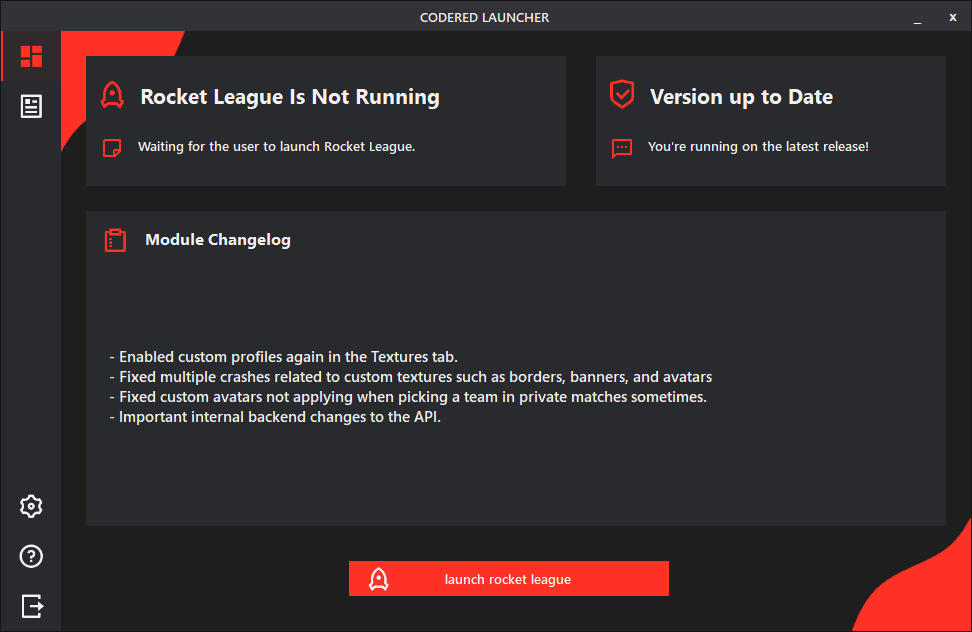 CODERED LAUNCHER
_ x
Rocket League Is Not Running
Waiting for the user to launch Rocket League.
Version up to Date
You're running on the latest release!
Module Changelog
- Enabled custom profiles again in the Textures tab.
- Fixed multiple crashes related to custom textures such as borders, banners, and avatars
- Fixed custom avatars not applying when picking a team in private matches sometimes.
- Important internal backend changes to the API.
launch rocket league